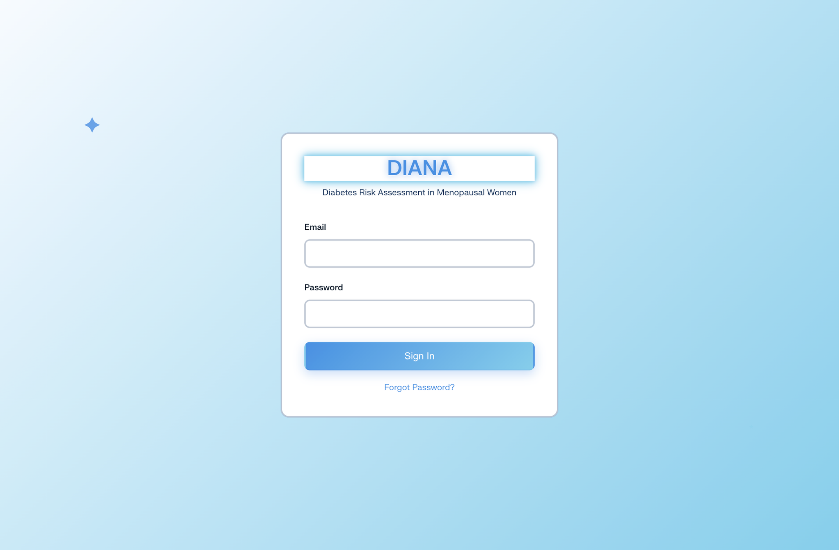 DIANA
Diabetes Risk Assessment in Menopausal Women
Email
Password
Sign In
Forgot Password?